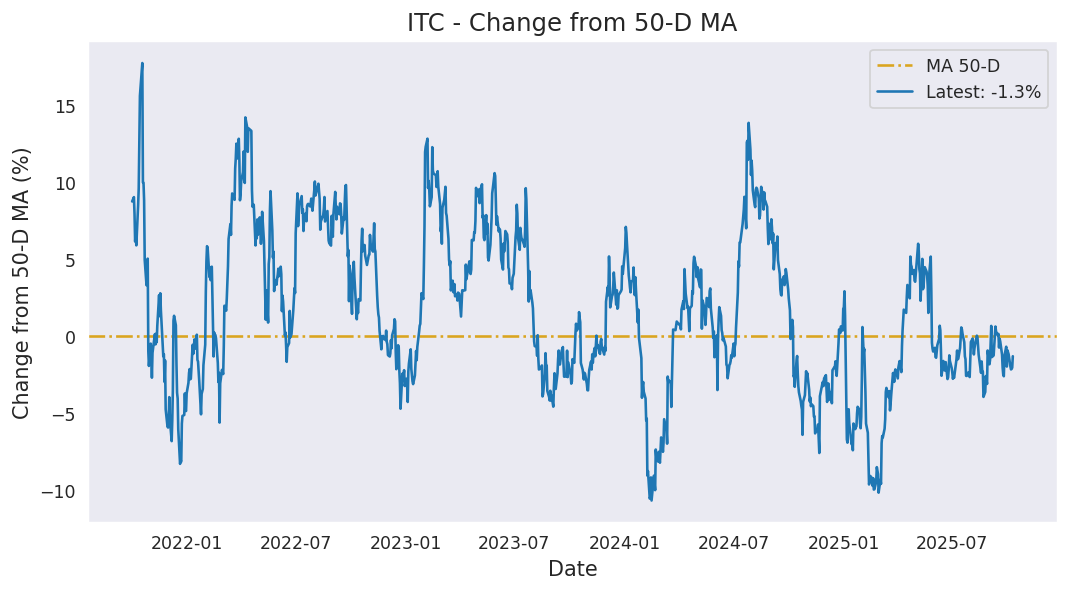 ITC - Change from 50-D MA
MA 50-D
Latest: -1.3%
Change from 50-D MA (%)
15
10
5
0
−5
−10
2022-01 2022-07 2023-01 2023-07 2024-01 2024-07 2025-01 2025-07
Date